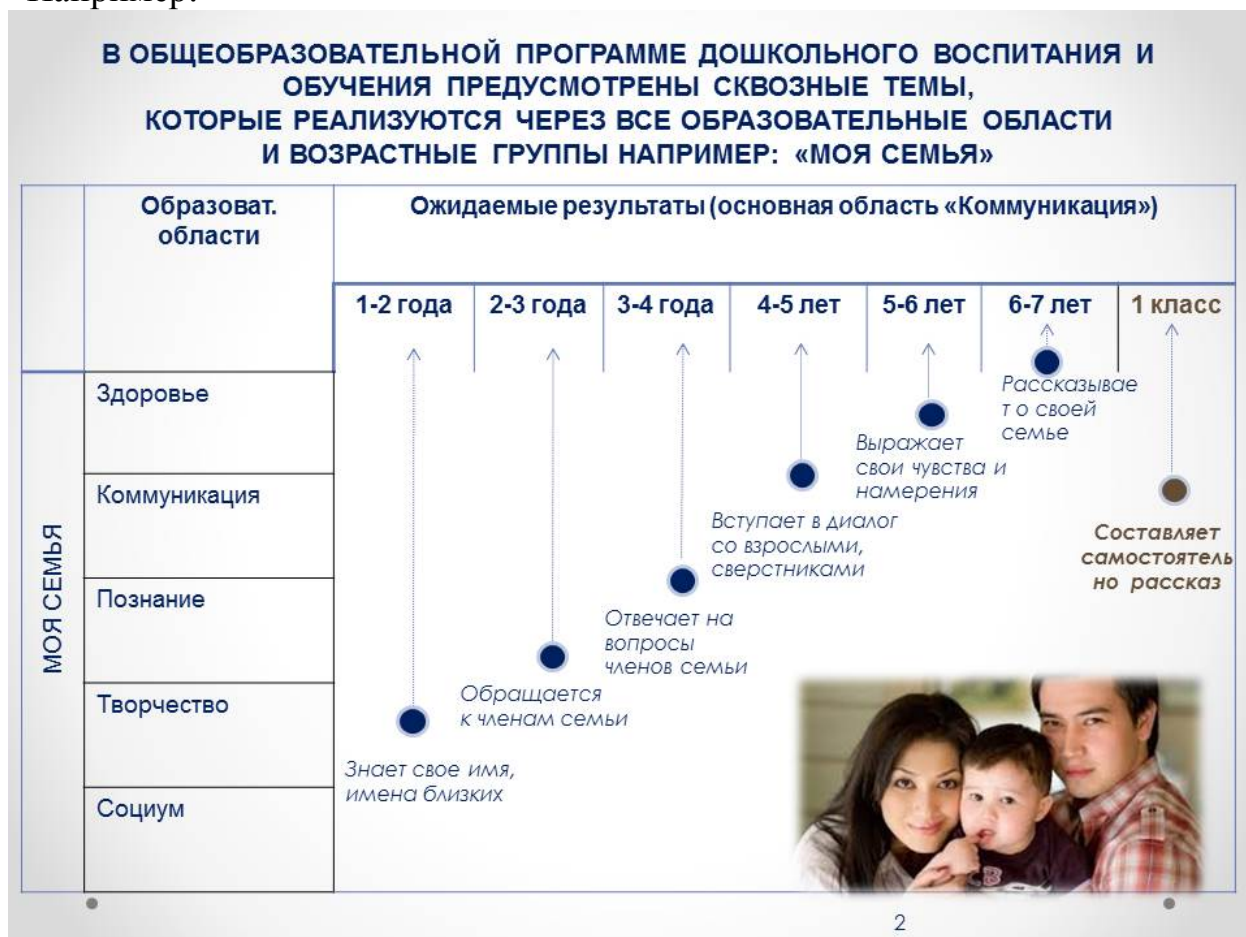 Например:
В ОБЩЕОБРАЗОВАТЕЛЬНОЙ ПРОГРАММЕ ДОШКОЛЬНОГО ВОСПИТАНИЯ И
ОБУЧЕНИЯ ПРЕДУСМОТРЕНЫ СКВОЗНЫЕ ТЕМЫ,
КОТОРЫЕ РЕАЛИЗУЮТСЯ ЧЕРЕЗ ВСЕ ОБРАЗОВАТЕЛЬНЫЕ ОБЛАСТИ
И ВОЗРАСТНЫЕ ГРУППЫ НАПРИМЕР: «МОЯ СЕМЬЯ»
Образоват.
области
Ожидаемые результаты (основная область «Коммуникация»)
1-2 года
2-3 года
3-4 года
4-5 лет
5-6 лет
6-7 лет
1 класс
МОЯ СЕМЬЯ
Здоровье
Коммуникация
Познание
Творчество
Социум
Знает свое имя,
имена близких
Обращается
к членам семьи
Отвечает на
вопросы
членов семьи
Вступает в диалог
со взрослыми,
сверстниками
Выражает
свои чувства и
намерения
Рассказывае
т о своей
семье
Составляет
самостоятель
но рассказ
2